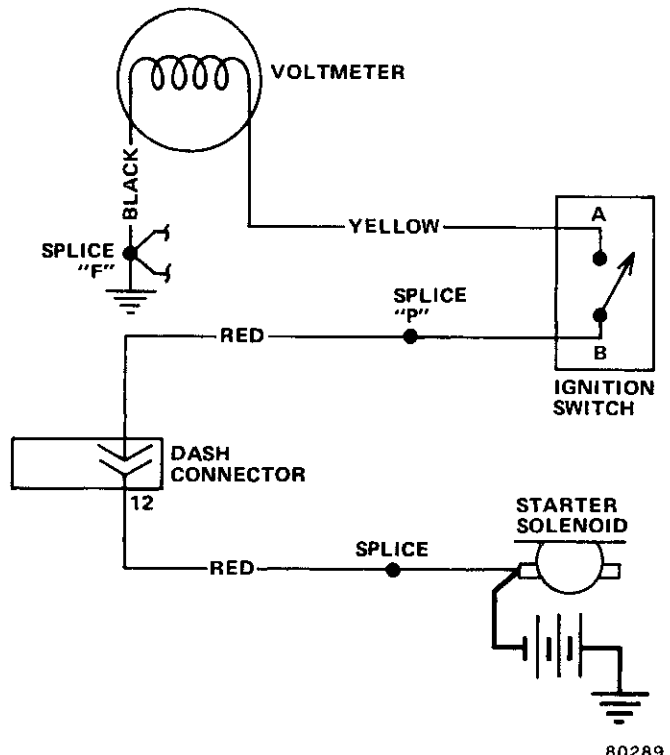 VOLTMETER
BLACK
YELLOW
A
SPLICE
"F"
SPLICE
"P"
RED
B
IGNITION
SWITCH
DASH
CONNECTOR
12
STARTER
SOLENOID
SPLICE
RED
80289